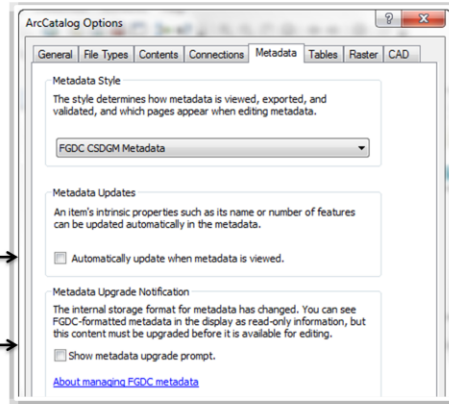 ArcCatalog Options
General File Types Contents Connections Metadata Tables Raster CAD
Metadata Style
The style determines how metadata is viewed, exported, and
validated, and which pages appear when editing metadata.
FGDC CSDGM Metadata
Metadata Updates
An item's intrinsic properties such as its name or number of features
can be updated automatically in the metadata.
Automatically update when metadata is viewed.
Metadata Upgrade Notification
The internal storage format for metadata has changed. You can see
FGDC-formatted metadata in the display as read-only information, but
this content must be upgraded before it is available for editing.
Show metadata upgrade prompt.
About managing FGDC metadata